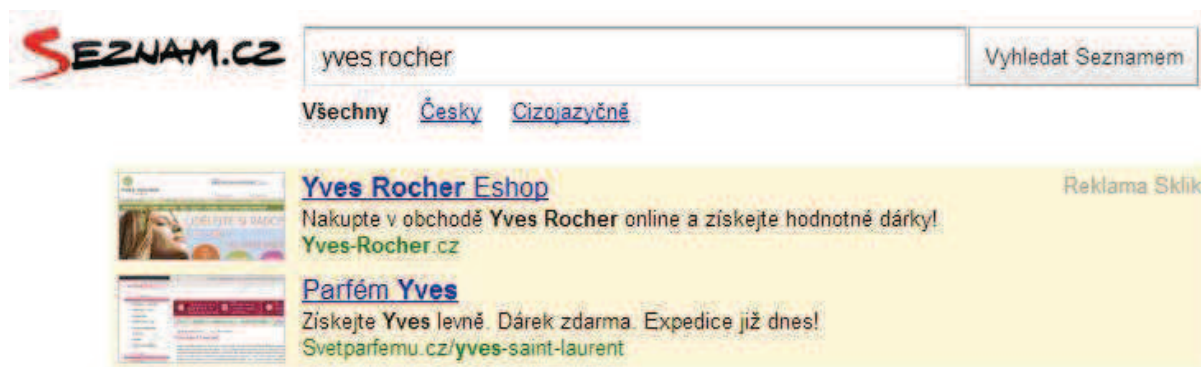 SEZNAM.CZ
yves rocher
Vyhledat Seznamem
Všechny Česky Cizojazyčně
Yves Rocher Eshop
Reklama Sklik
Nakupte v obchodě Yves Rocher online a získejte hodnotné dárky!
Yves-Rocher.cz
Parfém Yves
Získejte Yves levně. Dárek zdarma. Expedice již dnes!
Svetparfemu.cz/yves-saint-laurent